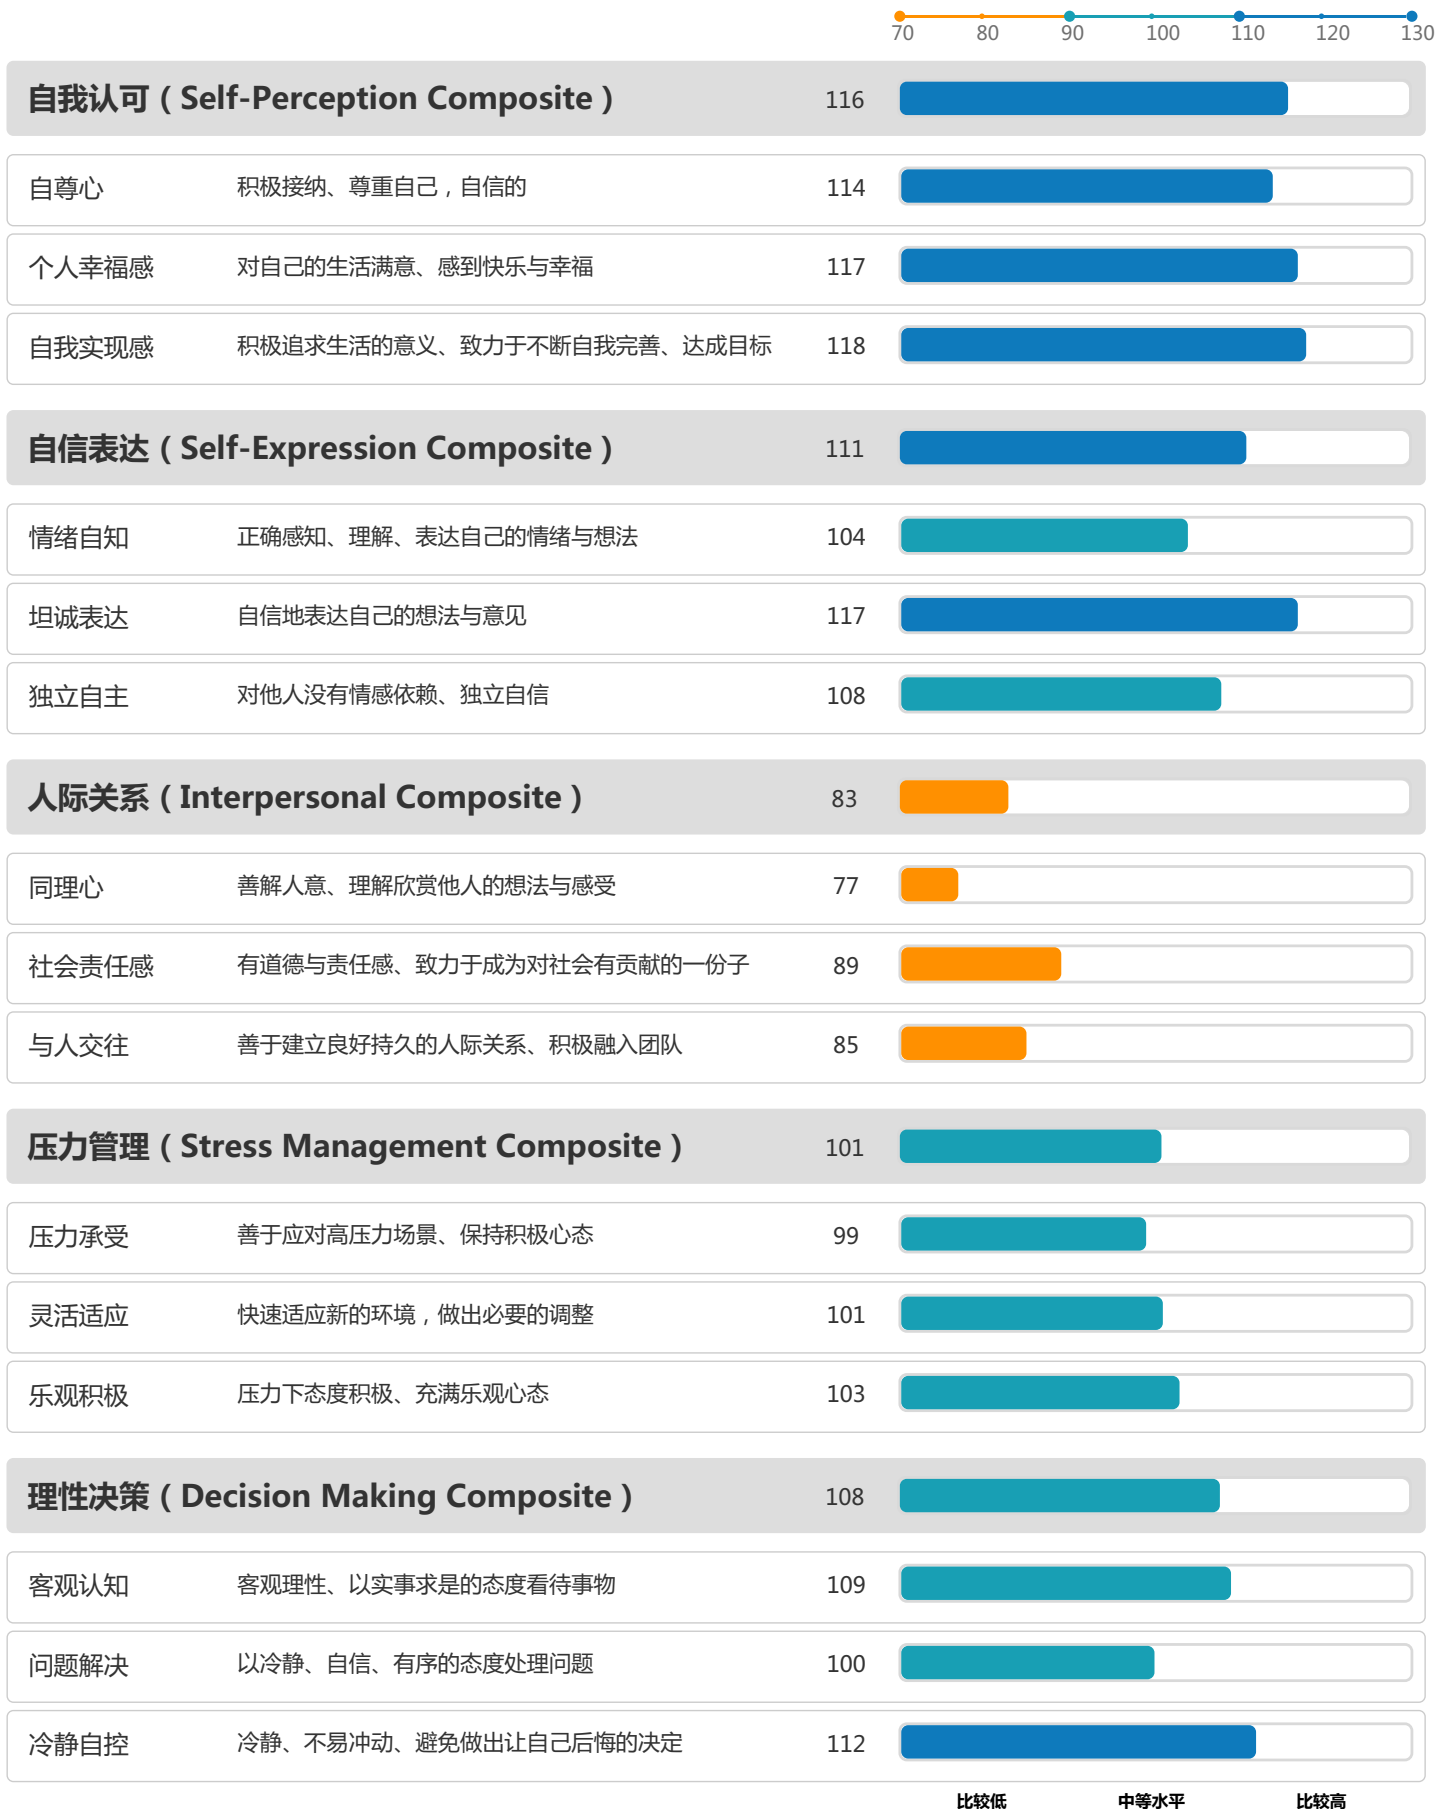 70 80 90 100 110 120 130
自我认可（Self-Perception Composite） 116
自尊心 积极接纳、尊重自己，自信的 114
个人幸福感 对自己的生活满意、感到快乐与幸福 117
自我实现感 积极追求生活的意义、致力于不断自我完善、达成目标 118
自信表达（Self-Expression Composite） 111
情绪自知 正确感知、理解、表达自己的情绪与想法 104
坦诚表达 自信地表达自己的想法与意见 117
独立自主 对他人没有情感依赖、独立自信 108
人际关系（Interpersonal Composite） 83
同理心 善解人意、理解欣赏他人的想法与感受 77
社会责任感 有道德与责任感、致力于成为对社会有贡献的一份子 89
与人交往 善于建立良好持久的人际关系、积极融入团队 85
压力管理（Stress Management Composite） 101
压力承受 善于应对高压力场景、保持积极心态 99
灵活适应 快速适应新的环境，做出必要的调整 101
乐观积极 压力下态度积极、充满乐观心态 103
理性决策（Decision Making Composite） 108
客观认知 客观理性、以实事求是的态度看待事物 109
问题解决 以冷静、自信、有序的态度处理问题 100
冷静自控 冷静、不易冲动、避免做出让自己后悔的决定 112
比较低 中等水平 比较高